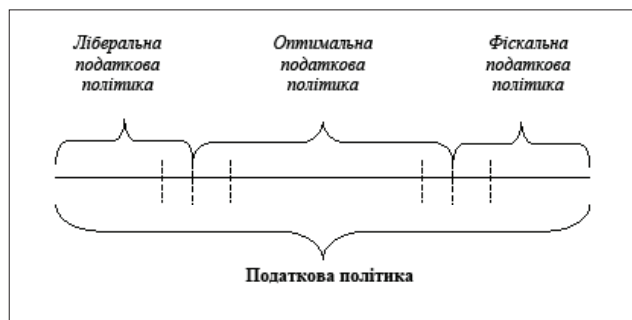 Ліберальна
податкова
політика
Оптимальна
податкова
політика
Фіскальна
податкова
політика
Податкова політика